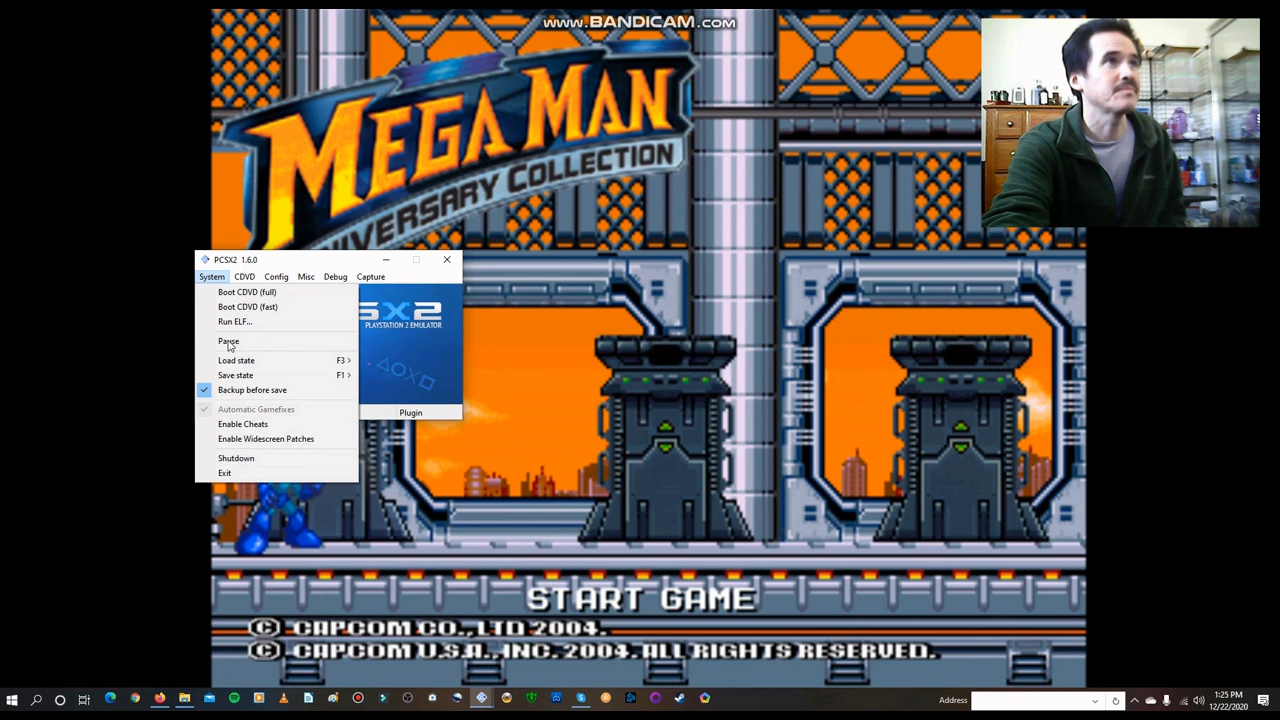 www.BANDICAM.com
MEGA MAN
NIVERSARY COLLECTION
PCSX2 1.6.0
System CDVD Config Misc Debug Capture
Boot CDVD (full)
Boot CDVD (fast)
Run ELF...
Pause
Load state F3 >
Save state F1 >
Backup before save
Automatic Gamefixes
Enable Cheats
Enable Widescreen Patches
Shutdown
Exit
SX2
PLAYSTATION 2 EMULATOR
Plugin
START GAME
© CAPCOM CO., LTD 2004.
© CAPCOM U.S.A., INC. 2004. ALL RIGHTS RESERVED.
Address
1:25 PM
12/22/2020